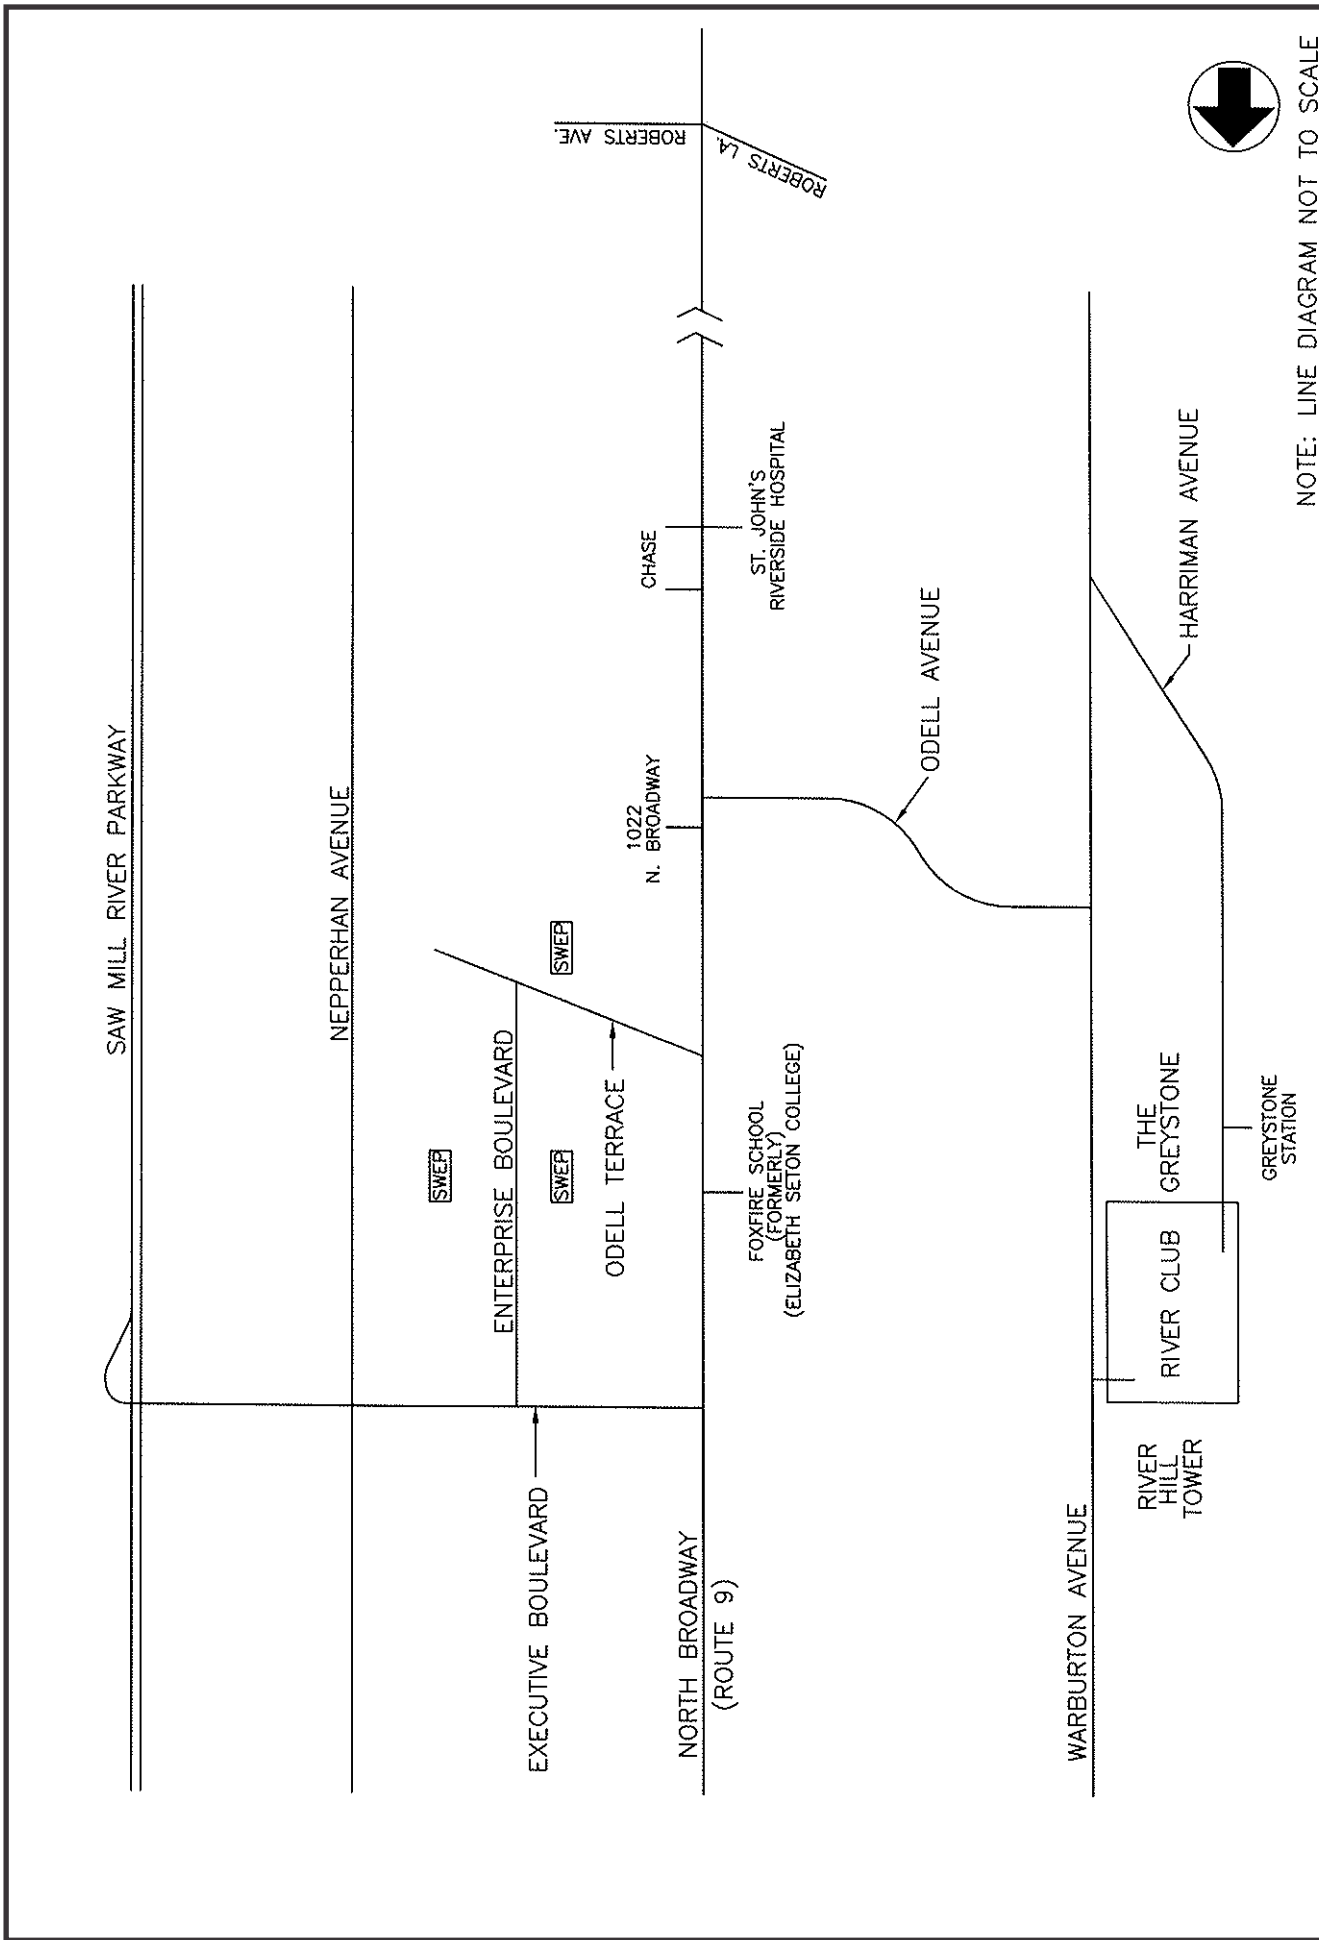 SAW MILL RIVER PARKWAY
NEPPERHAN AVENUE
ROBERTS AVE.
ROBERTS LA.
CHASE
ST. JOHN'S
RIVERSIDE HOSPITAL
1022
N. BROADWAY
SWEP
SWEP
SWEP
ENTERPRISE BOULEVARD
ODELL TERRACE
EXECUTIVE BOULEVARD
NORTH BROADWAY
(ROUTE 9)
FOXFIRE SCHOOL
(FORMERLY)
(ELIZABETH SETON COLLEGE)
ODELL AVENUE
WARBURTON AVENUE
HARRIMAN AVENUE
THE
GREYSTONE
RIVER CLUB
RIVER
HILL
TOWER
GREYSTONE
STATION
NOTE: LINE DIAGRAM NOT TO SCALE